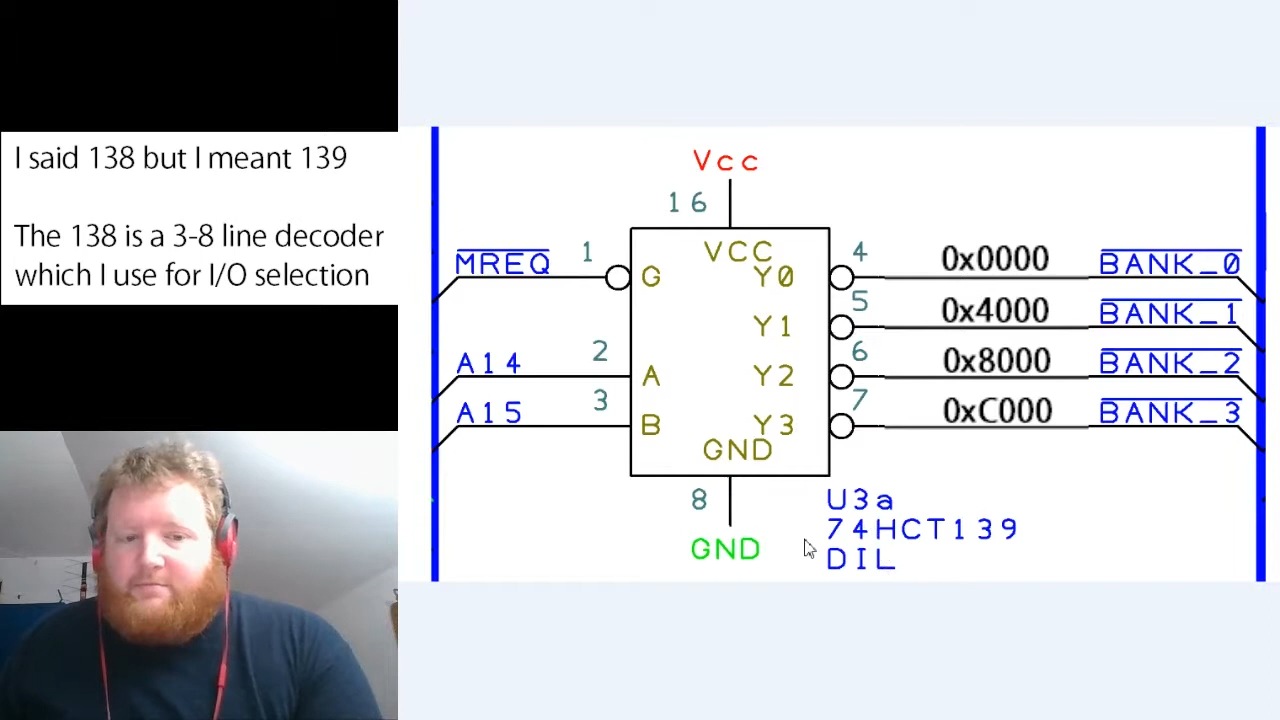 I said 138 but I meant 139
The 138 is a 3-8 line decoder
which I use for I/O selection
Vcc
16
VCC
MREQ 1 G Y0 4 0x0000 BANK_0
Y1 5 0x4000 BANK_1
A14 2 A Y2 6 0x8000 BANK_2
A15 3 B Y3 7 0xC000 BANK_3
GND
8
GND
U3a
74HCT139
DIL